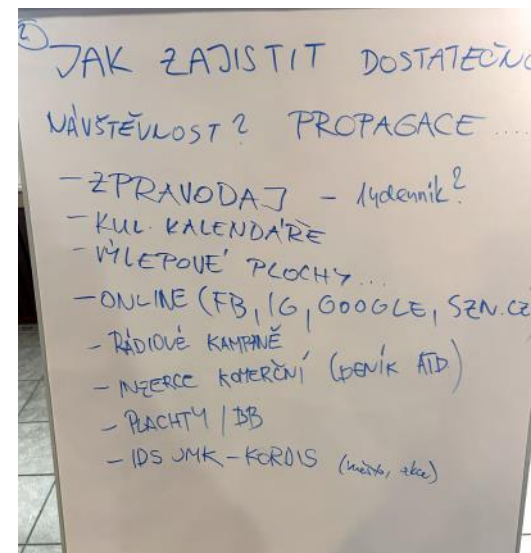 2)
JAK ZAJISTIT DOSTATEČNO
NÁVŠTĚVNOST? PROPAGACE ....
- ZPRAVODAJ - 14denník?
- KUL. KALENDÁŘE
- VÝLEPOVÉ PLOCHY...
- ONLINE (FB, IG, GOOGLE, SZN.CZ
- RÁDIOVÉ KAMPANĚ
- INZERCE KOMERČNÍ (DENÍK ATD.)
- PLACHTY / BB
- IDS JMK - KORDIS (město, akce)